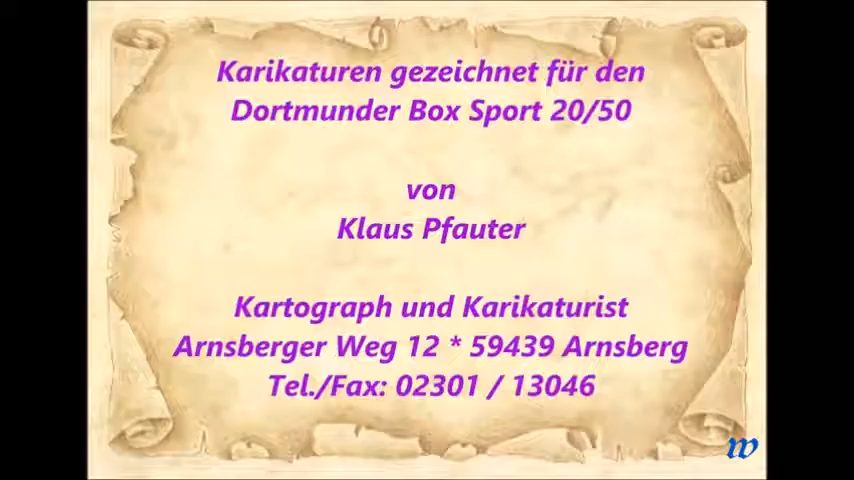 Karikaturen gezeichnet für den
Dortmunder Box Sport 20/50
von
Klaus Pfauter
Kartograph und Karikaturist
Arnsberger Weg 12 * 59439 Arnsberg
Tel./Fax: 02301 / 13046
w